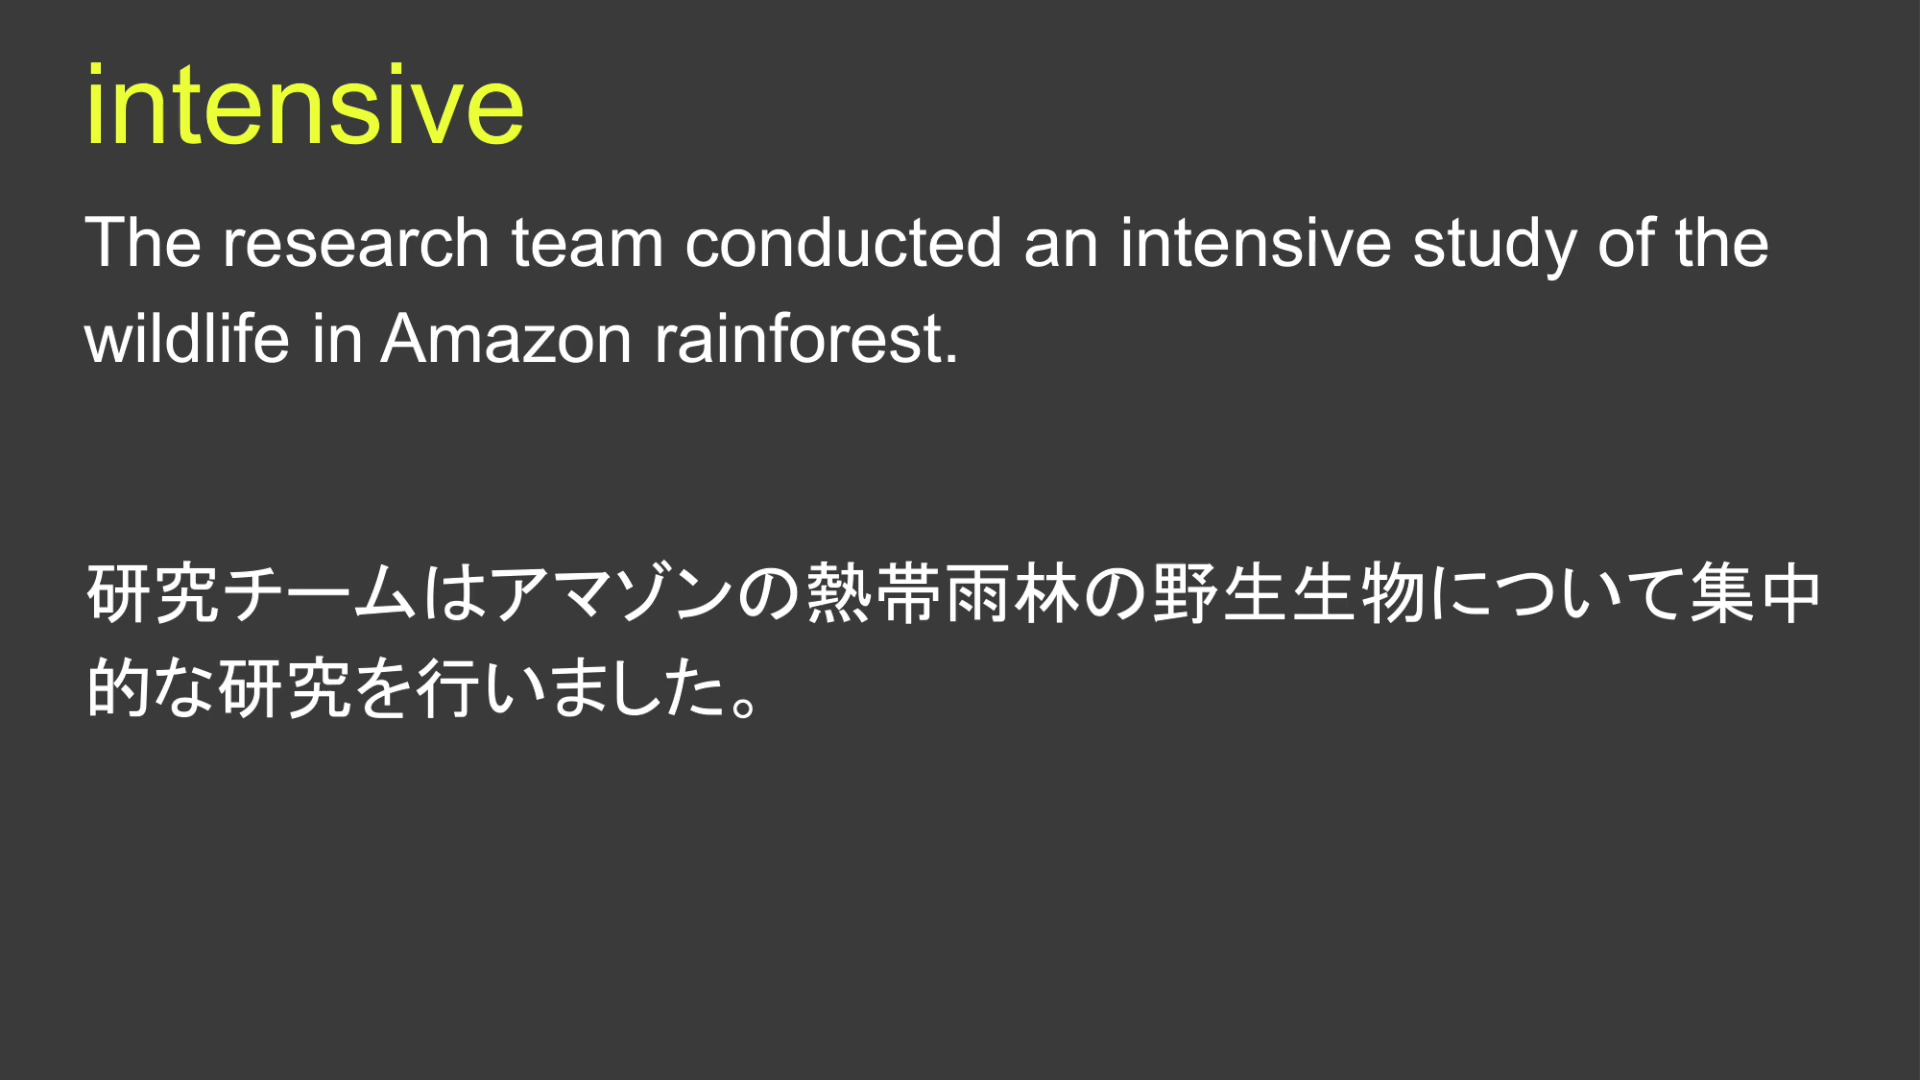 intensive
The research team conducted an intensive study of the
wildlife in Amazon rainforest.
研究チームはアマゾンの熱帯雨林の野生生物について集中
的な研究を行いました。